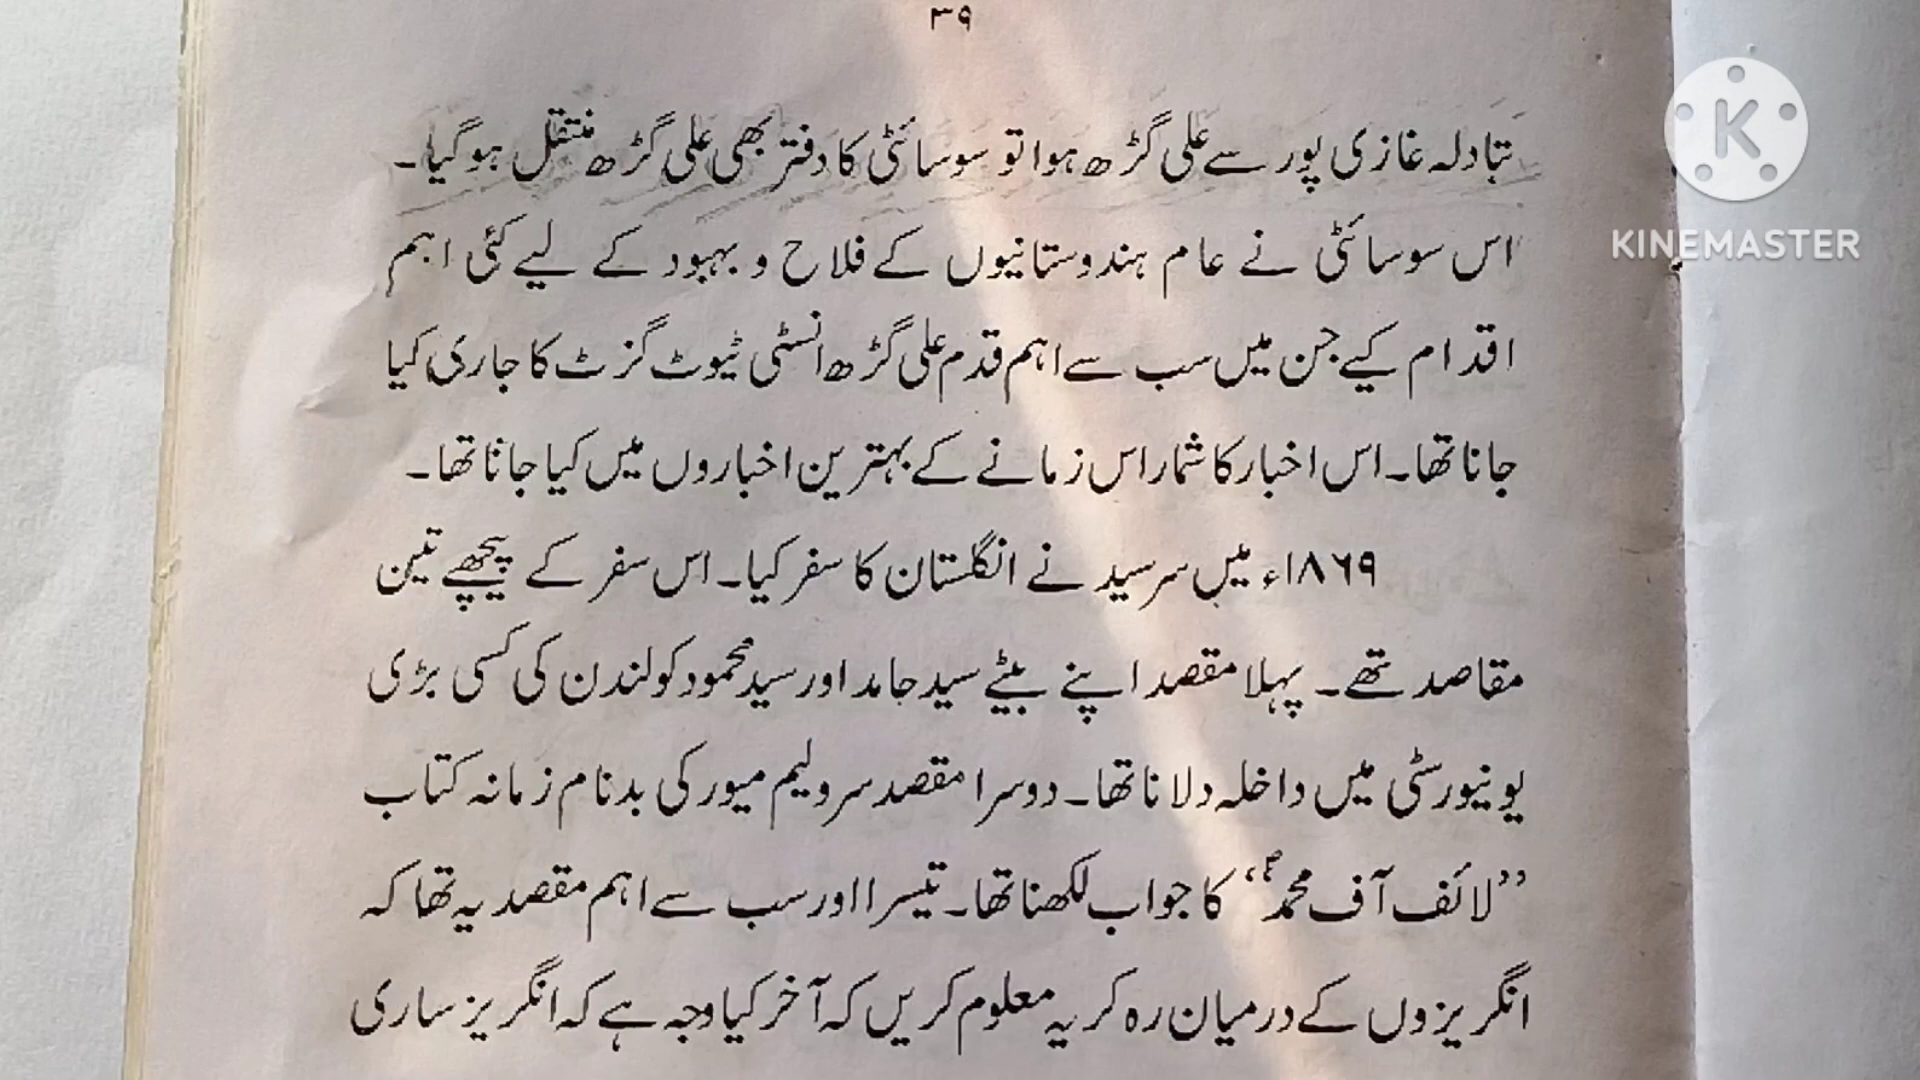 ۳۹
تبادلہ غازی پور سے علی گڑھ ہوا تو سوسائٹی کا دفتر بھی علی گڑھ منتقل ہو گیا۔
اس سوسائٹی نے عام ہندوستانیوں کے فلاح و بہبود کے لیے کئی اہم
اقدام کیے جن میں سب سے اہم قدم علی گڑھ انسٹی ٹیوٹ گزٹ کا جاری کیا
جانا تھا۔ اس اخبار کا شمار اس زمانے کے بہترین اخباروں میں کیا جاتا تھا۔
۱۸۶۹ء میں سرسید نے انگلستان کا سفر کیا۔ اس سفر کے پیچھے تین
مقاصد تھے۔ پہلا مقصد اپنے بیٹے سید حامد اور سید محمود کو لندن کی کسی بڑی
یونیورسٹی میں داخلہ دلانا تھا۔ دوسرا مقصد سر ولیم میور کی بدنام زمانہ کتاب
”لائف آف محمدؐ“ کا جواب لکھنا تھا۔ تیسرا اور سب سے اہم مقصد یہ تھا کہ
انگریزوں کے درمیان رہ کر یہ معلوم کریں کہ آخر کیا وجہ ہے کہ انگریز ساری
K
KINEMASTER